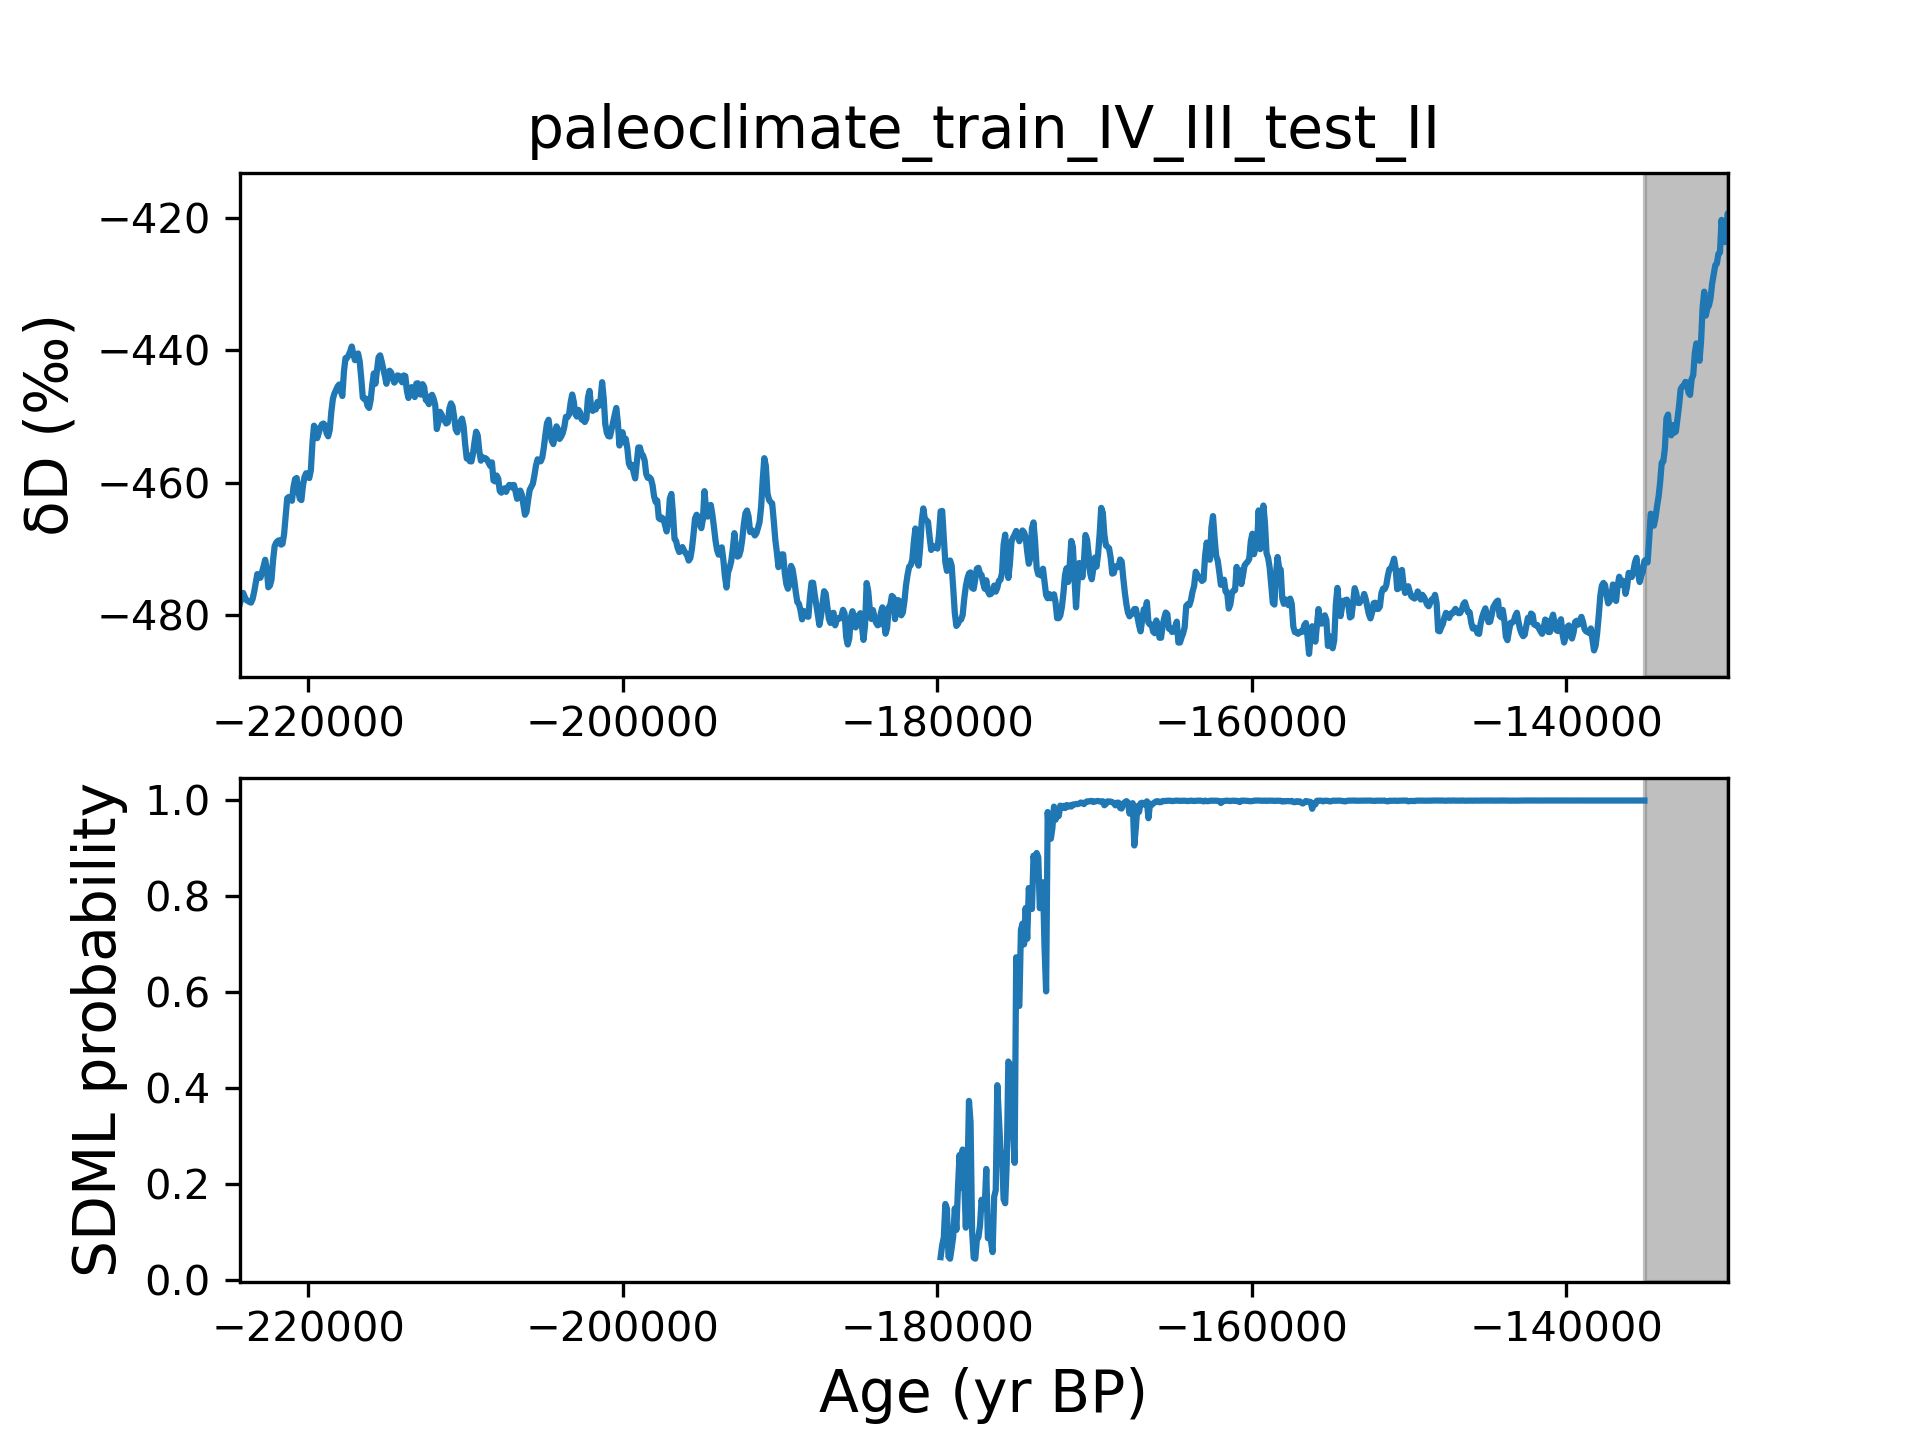 paleoclimate_train_IV_III_test_II
δD (‰)
−420
−440
−460
−480
−220000 −200000 −180000 −160000 −140000
SDML probability
1.0
0.8
0.6
0.4
0.2
0.0
−220000 −200000 −180000 −160000 −140000
Age (yr BP)